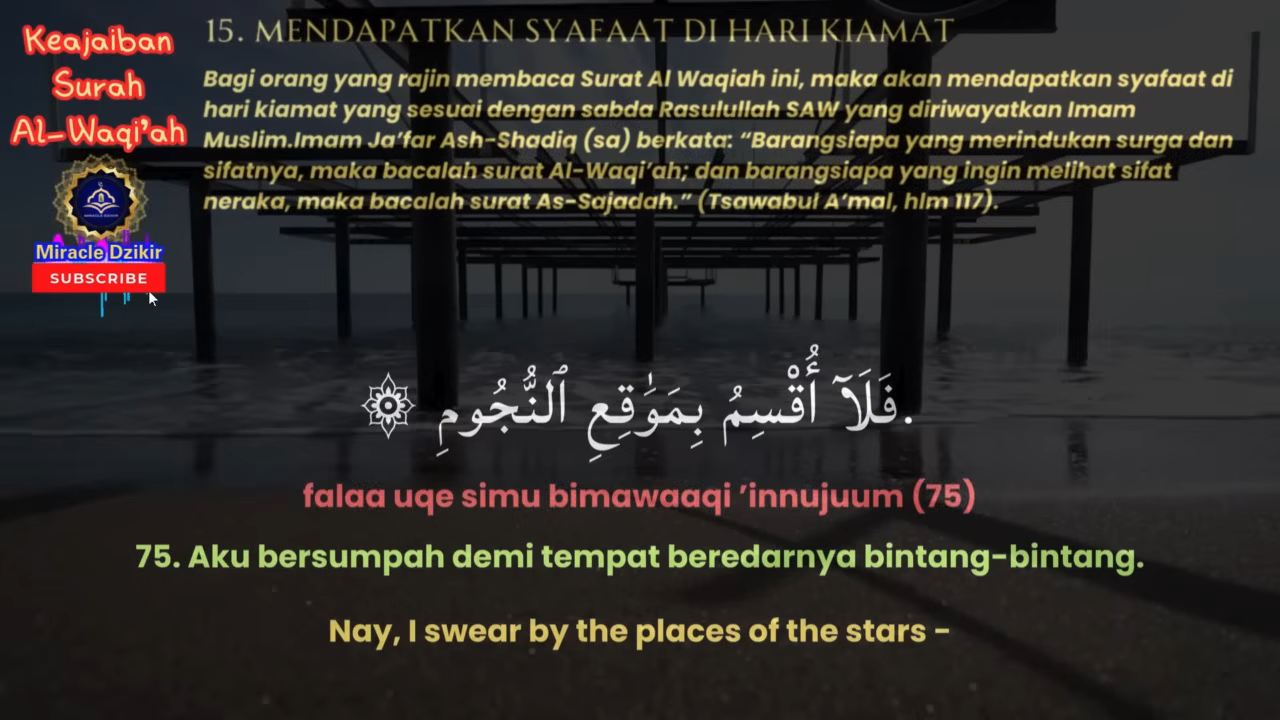 Keajaiban
Surah
Al-Waqi'ah
Miracle Dzikir
SUBSCRIBE
15. MENDAPATKAN SYAFAAT DI HARI KIAMAT
Bagi orang yang rajin membaca Surat Al Waqiah ini, maka akan mendapatkan syafaat di
hari kiamat yang sesuai dengan sabda Rasulullah SAW yang diriwayatkan Imam
Muslim.Imam Ja’far Ash-Shadiq (sa) berkata: “Barangsiapa yang merindukan surga dan
sifatnya, maka bacalah surat Al-Waqi’ah; dan barangsiapa yang ingin melihat sifat
neraka, maka bacalah surat As-Sajadah.” (Tsawabul A’mal, hlm 117).
.فَلَآ أُقْسِمُ بِمَوَٰقِعِ ٱلنُّجُومِ ۞
falaa uqe simu bimawaaqi ’innujuum (75)
75. Aku bersumpah demi tempat beredarnya bintang-bintang.
Nay, I swear by the places of the stars -